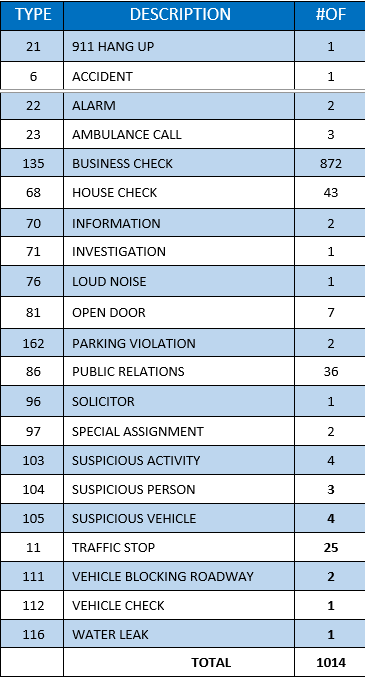 TYPE DESCRIPTION #OF
21 911 HANG UP 1
6 ACCIDENT 1
22 ALARM 2
23 AMBULANCE CALL 3
135 BUSINESS CHECK 872
68 HOUSE CHECK 43
70 INFORMATION 2
71 INVESTIGATION 1
76 LOUD NOISE 1
81 OPEN DOOR 7
162 PARKING VIOLATION 2
86 PUBLIC RELATIONS 36
96 SOLICITOR 1
97 SPECIAL ASSIGNMENT 2
103 SUSPICIOUS ACTIVITY 4
104 SUSPICIOUS PERSON 3
105 SUSPICIOUS VEHICLE 4
11 TRAFFIC STOP 25
111 VEHICLE BLOCKING ROADWAY 2
112 VEHICLE CHECK 1
116 WATER LEAK 1
TOTAL 1014